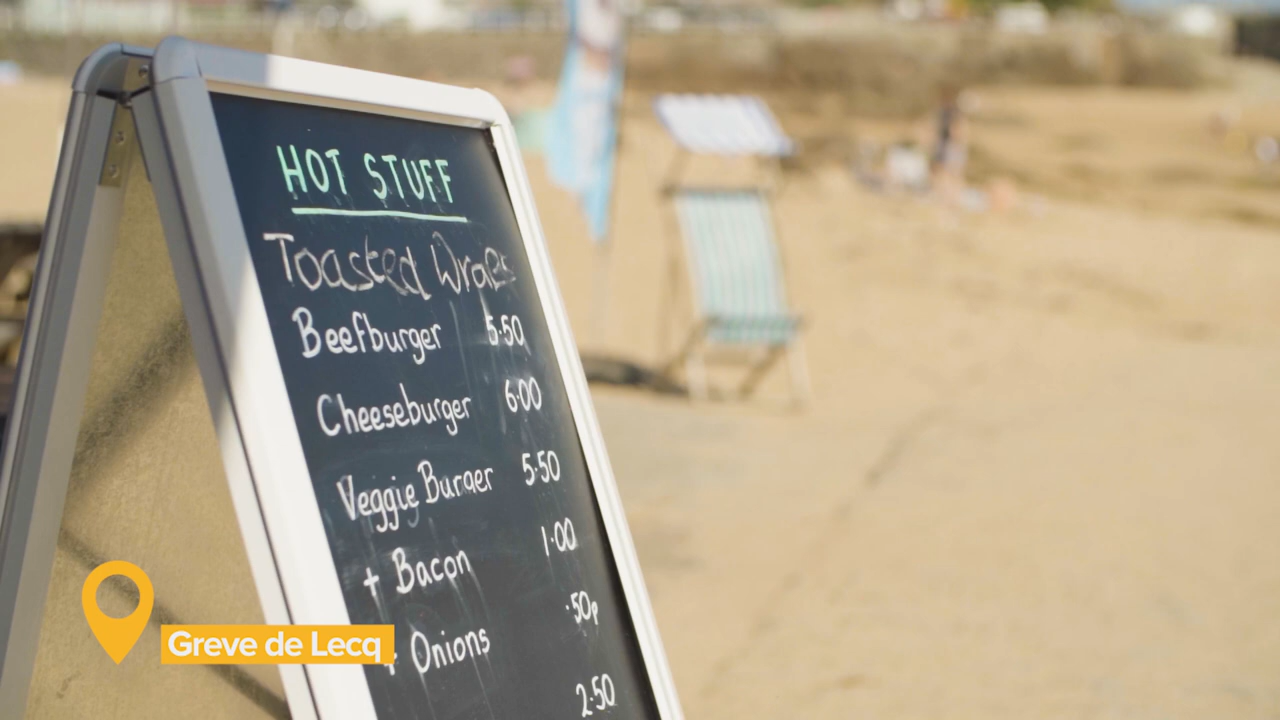 HOT STUFF
Toasted Wraps
Beefburger 5.50
Cheeseburger 6.00
Veggie Burger 5.50
+ Bacon 1.00
+ Onions .50p
2.50
Greve de Lecq